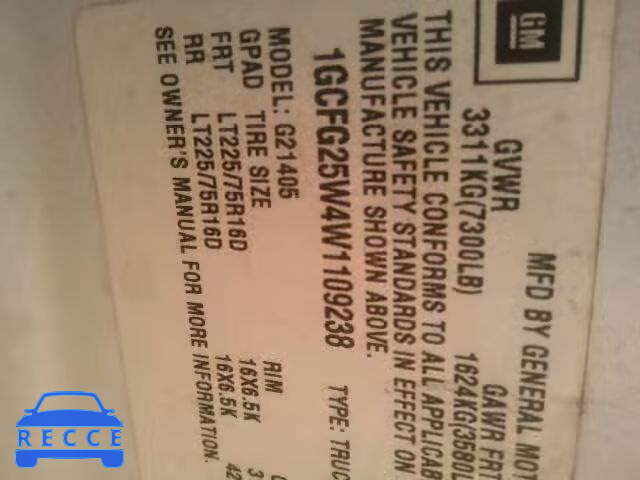 GM
MFD BY GENERAL MOT
GVWR GAWR FRT
3311KG(7300LB) 1624KG(3580L
THIS VEHICLE CONFORMS TO ALL APPLICAB
VEHICLE SAFETY STANDARDS IN EFFECT ON
MANUFACTURE SHOWN ABOVE.
1GCFG25W4W1109238 TYPE: TRUC
MODEL: G21405
GPAD TIRE SIZE RIM
FRT LT225/75R16D 16X6.5K 3
RR LT225/75R16D 16X6.5K 42
SEE OWNER'S MANUAL FOR MORE INFORMATION.
RECCE